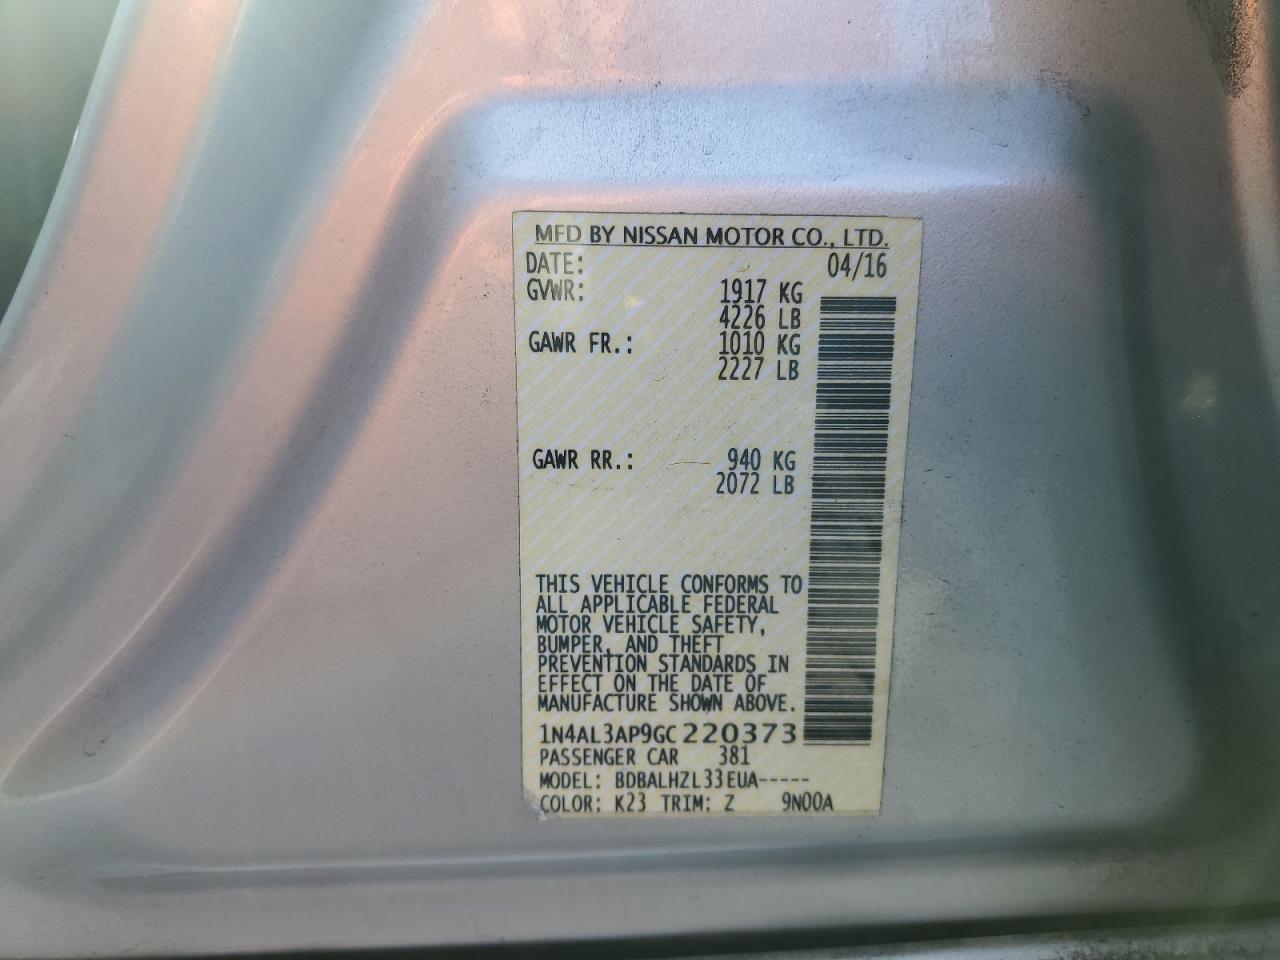 MFD BY NISSAN MOTOR CO., LTD.
DATE: 04/16
GVWR: 1917 KG
4226 LB
GAWR FR.: 1010 KG
2227 LB
GAWR RR.: 940 KG
2072 LB
THIS VEHICLE CONFORMS TO
ALL APPLICABLE FEDERAL
MOTOR VEHICLE SAFETY,
BUMPER, AND THEFT
PREVENTION STANDARDS IN
EFFECT ON THE DATE OF
MANUFACTURE SHOWN ABOVE.
1N4AL3AP9GC220373
PASSENGER CAR 381
MODEL: BDBALHZL33EUA-----
COLOR: K23 TRIM: Z 9N00A